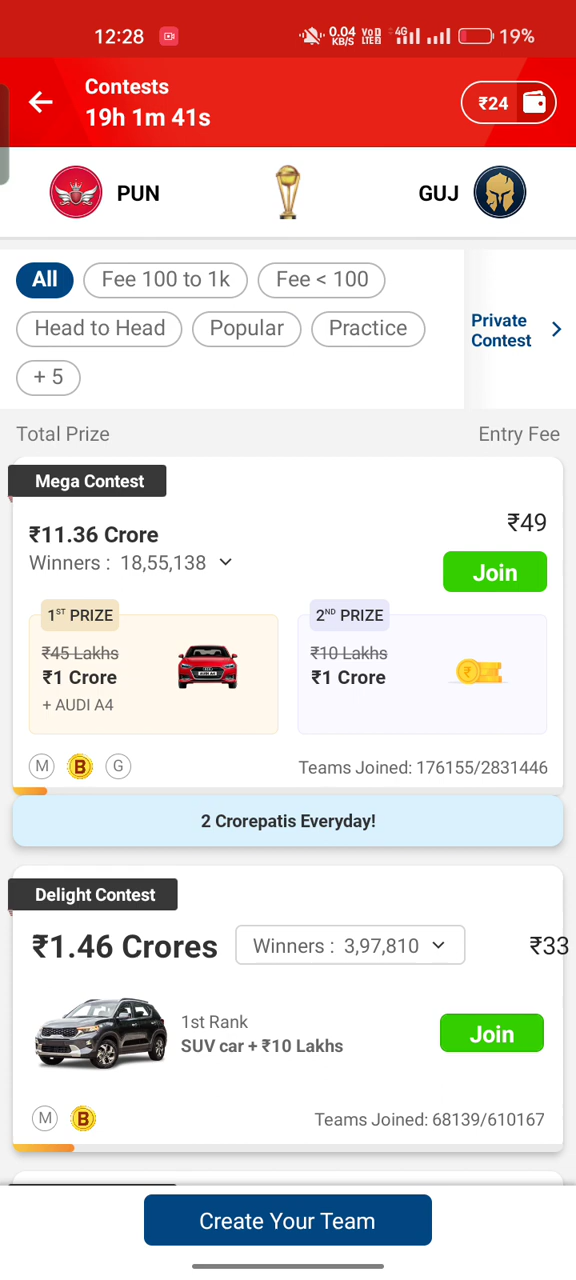 12:28 0.04 KB/S VoD LTE 4G 19%
Contests
19h 1m 41s
₹24
PUN GUJ
All Fee 100 to 1k Fee < 100
Head to Head Popular Practice
+ 5
Private
Contest
Total Prize Entry Fee
Mega Contest
₹11.36 Crore ₹49
Winners : 18,55,138
Join
1ST PRIZE
₹45 Lakhs
₹1 Crore
+ AUDI A4
2ND PRIZE
₹10 Lakhs
₹1 Crore
M B G Teams Joined: 176155/2831446
2 Crorepatis Everyday!
Delight Contest
₹1.46 Crores Winners : 3,97,810 ₹33
1st Rank
SUV car + ₹10 Lakhs
Join
M B Teams Joined: 68139/610167
Create Your Team